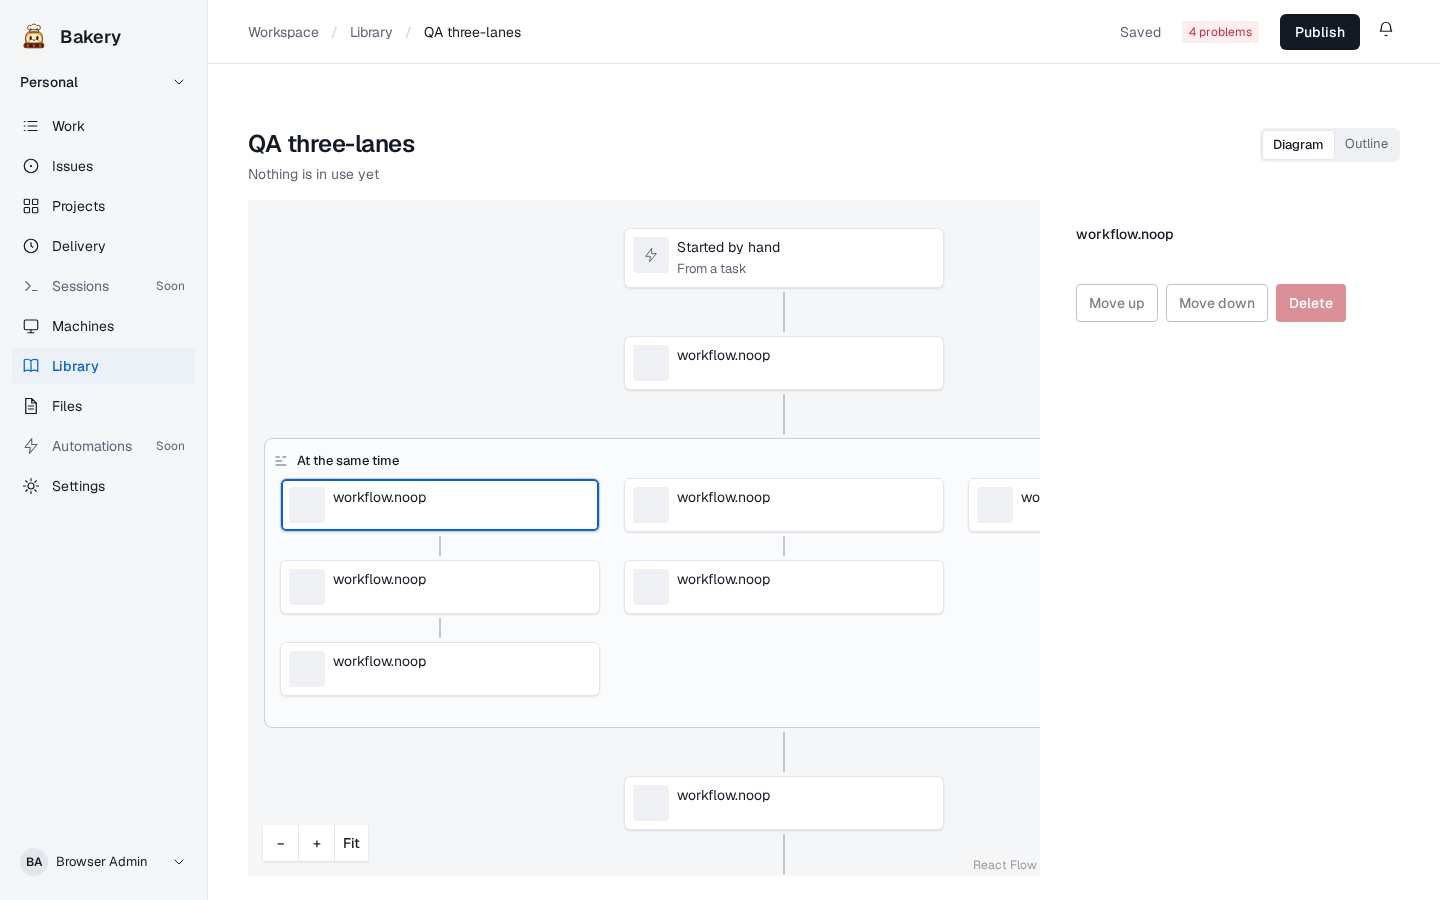 Bakery
Personal
Work
Issues
Projects
Delivery
Sessions Soon
Machines
Library
Files
Automations Soon
Settings
BA Browser Admin
Workspace / Library / QA three-lanes
Saved
4 problems
Publish
QA three-lanes
Nothing is in use yet
Diagram Outline
Started by hand
From a task
workflow.noop
At the same time
workflow.noop workflow.noop wo
workflow.noop workflow.noop
workflow.noop
workflow.noop
− + Fit
React Flow
workflow.noop
Move up Move down Delete